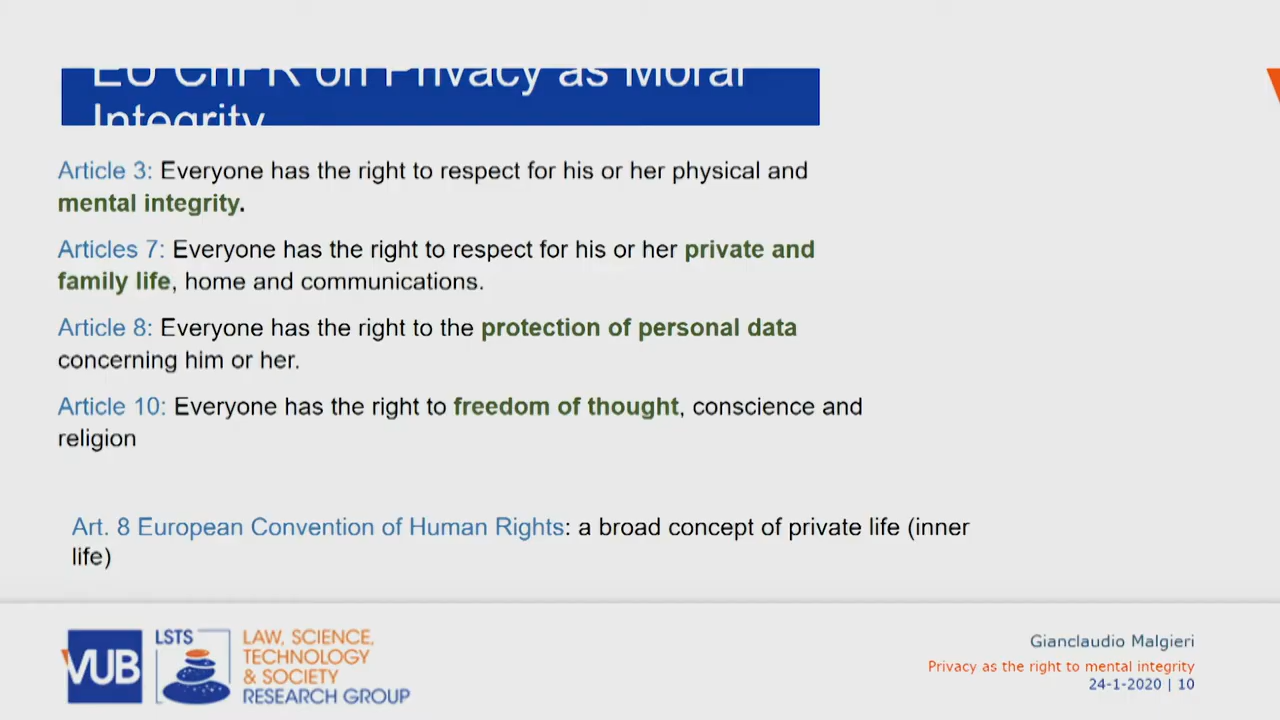 EU ChFR on Privacy as Moral
Integrity
Article 3: Everyone has the right to respect for his or her physical and
mental integrity.
Articles 7: Everyone has the right to respect for his or her private and
family life, home and communications.
Article 8: Everyone has the right to the protection of personal data
concerning him or her.
Article 10: Everyone has the right to freedom of thought, conscience and
religion
Art. 8 European Convention of Human Rights: a broad concept of private life (inner
life)
VUB
LSTS
LAW, SCIENCE,
TECHNOLOGY
& SOCIETY
RESEARCH GROUP
Gianclaudio Malgieri
Privacy as the right to mental integrity
24-1-2020 | 10